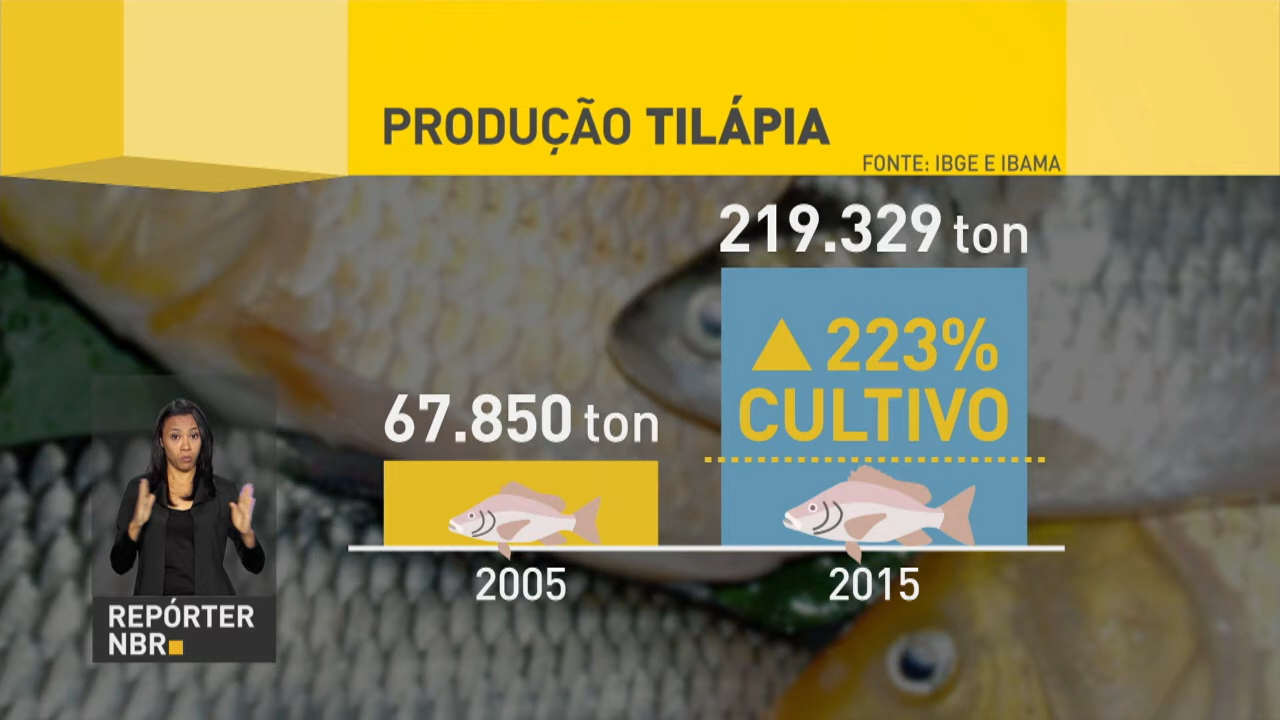 PRODUÇÃO TILÁPIA
FONTE: IBGE E IBAMA
219.329 ton
▲ 223%
CULTIVO
67.850 ton
2005
2015
REPÓRTER
NBR